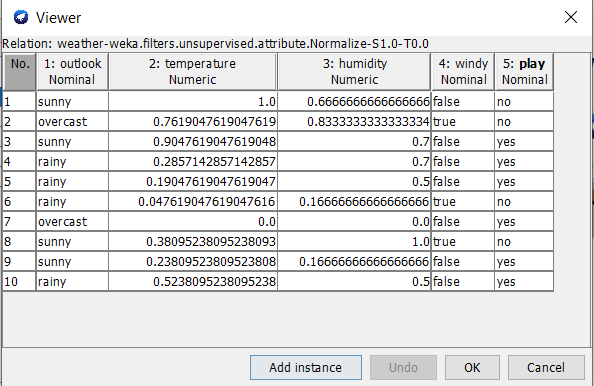 Viewer
Relation: weather-weka.filters.unsupervised.attribute.Normalize-S1.0-T0.0
No. 1: outlook 2: temperature 3: humidity 4: windy 5: play
Nominal Numeric Numeric Nominal Nominal
1 sunny 1.0 0.6666666666666666 false no
2 overcast 0.7619047619047619 0.8333333333333334 true no
3 sunny 0.9047619047619048 0.7 false yes
4 rainy 0.2857142857142857 0.7 false yes
5 rainy 0.19047619047619047 0.5 false yes
6 rainy 0.047619047619047616 0.16666666666666666 true no
7 overcast 0.0 0.0 false yes
8 sunny 0.38095238095238093 1.0 true no
9 sunny 0.23809523809523808 0.16666666666666666 false yes
10 rainy 0.5238095238095238 0.5 false yes
Add instance Undo OK Cancel